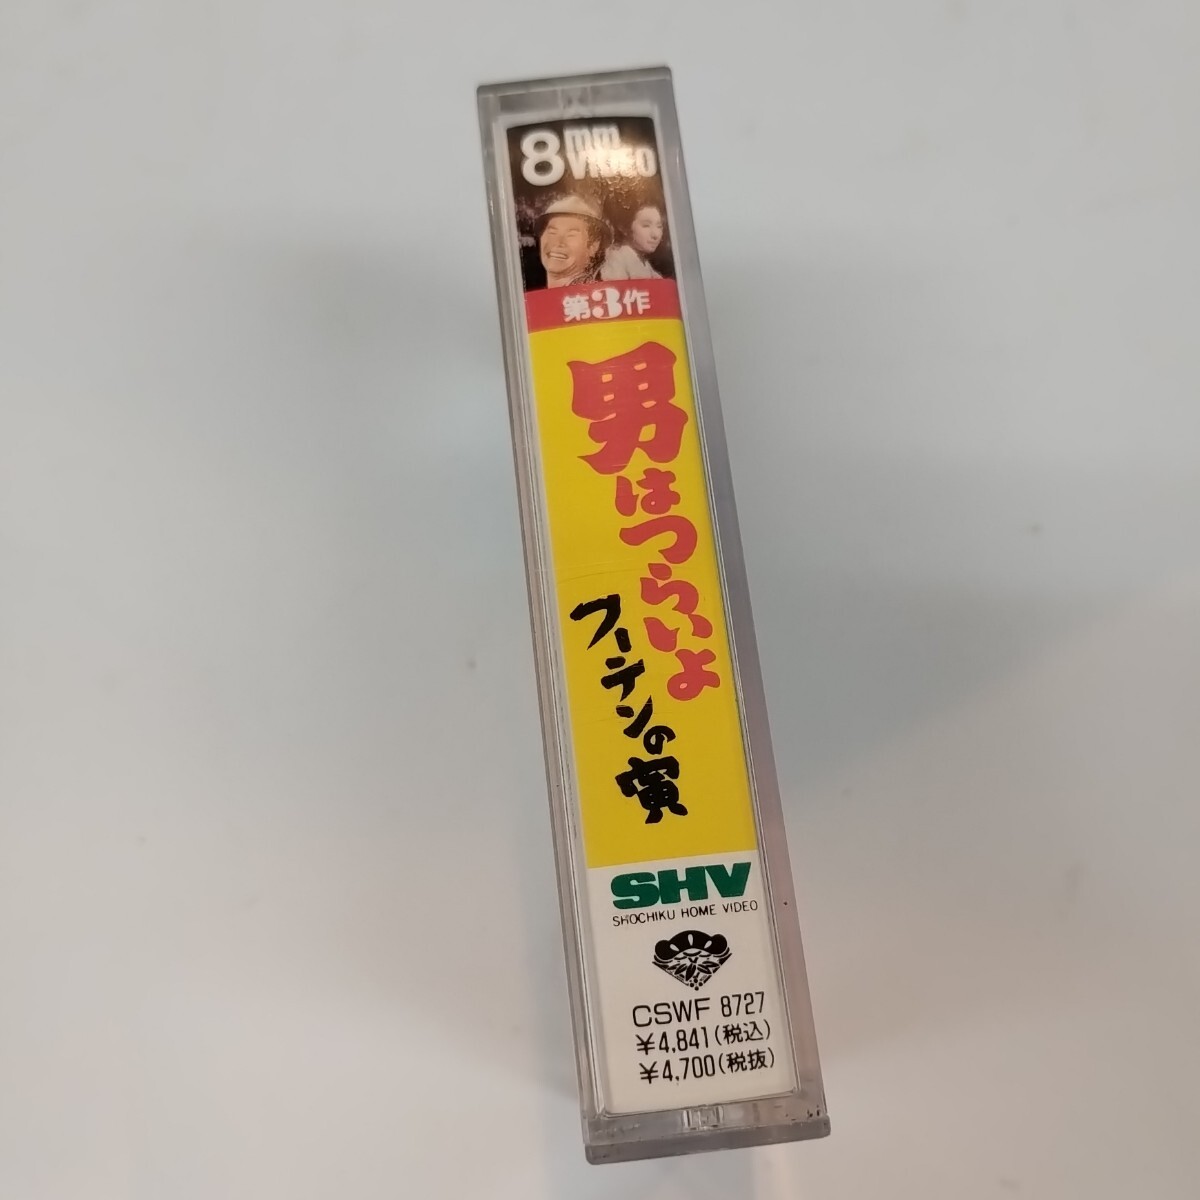 8mm VIDEO
第3作
男はつらいよ
フーテンの寅
SHV
SHOCHIKU HOME VIDEO
CSWF 8727
¥4,841(税込)
¥4,700(税抜)